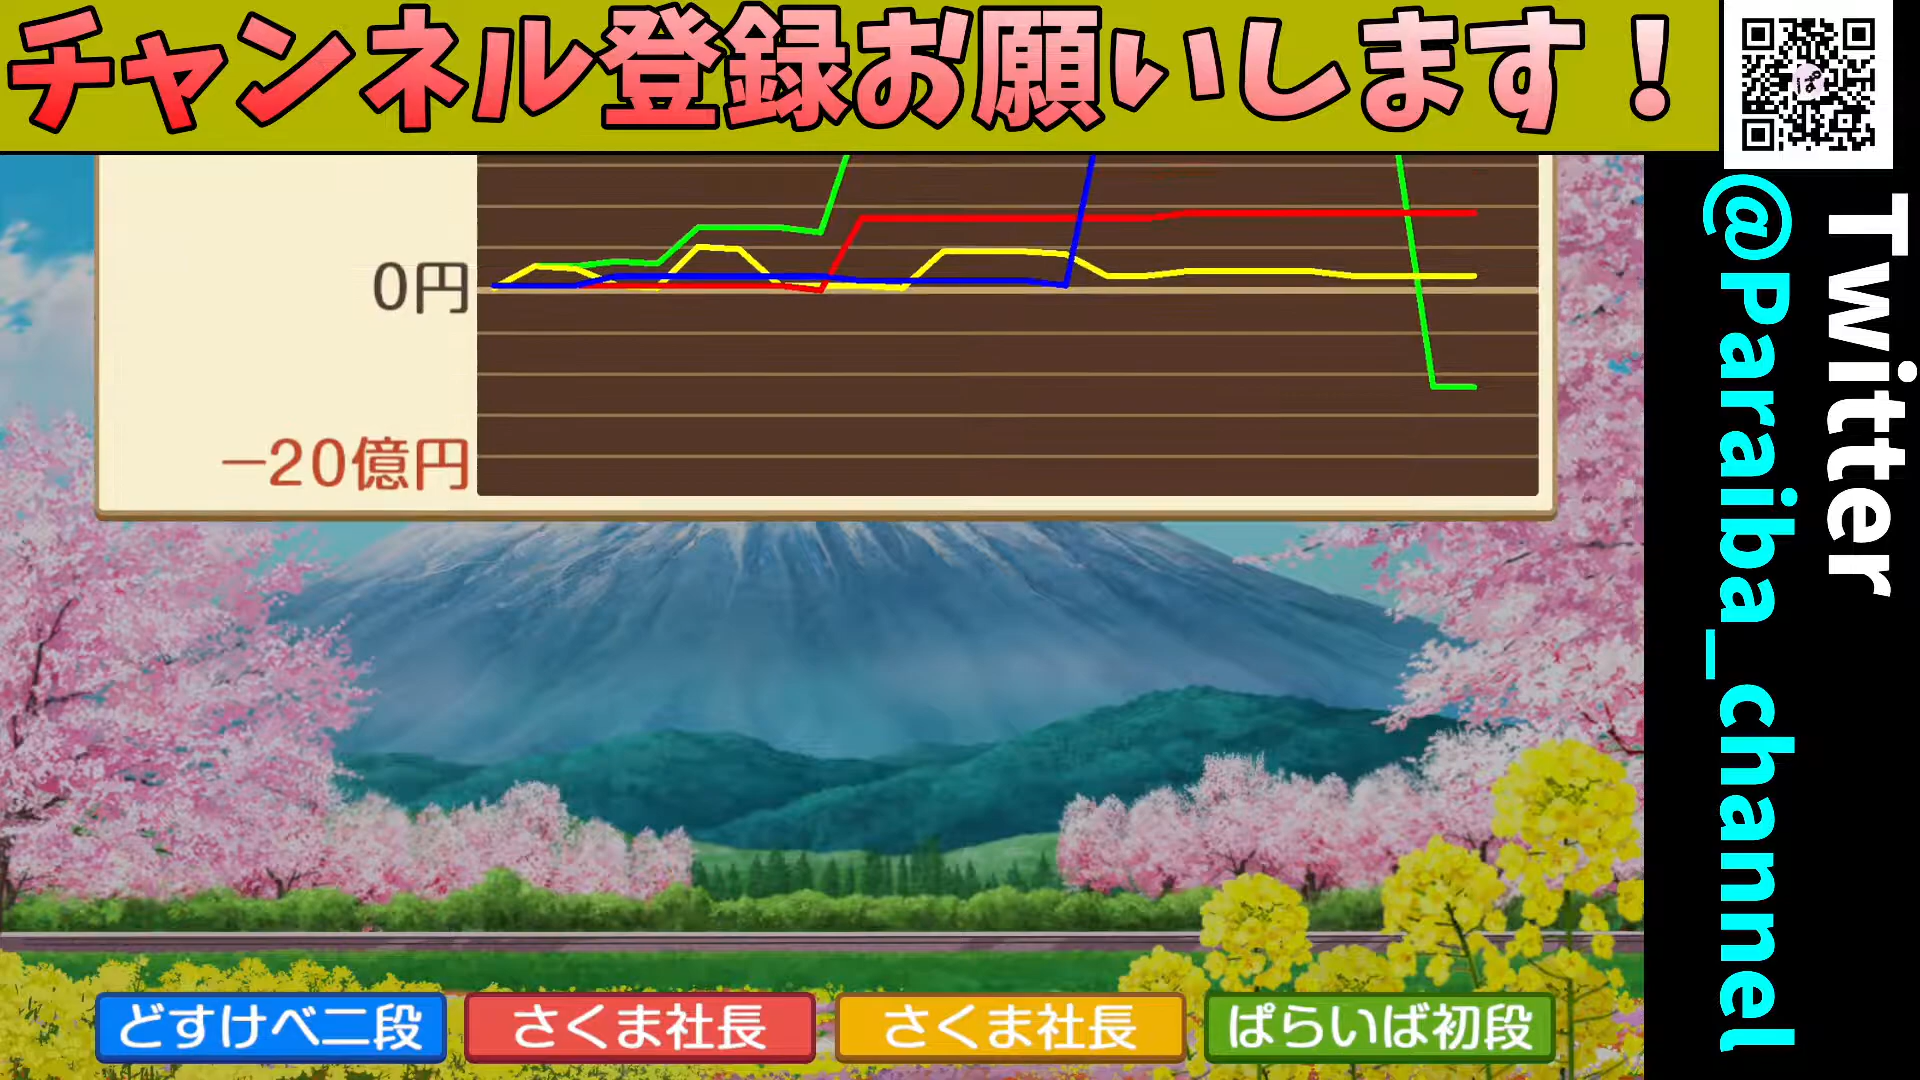 チャンネル登録お願いします！
Twitter
@Paraiba_channel
0円
−20億円
どすけべ二段
さくま社長
さくま社長
ぱらいば初段